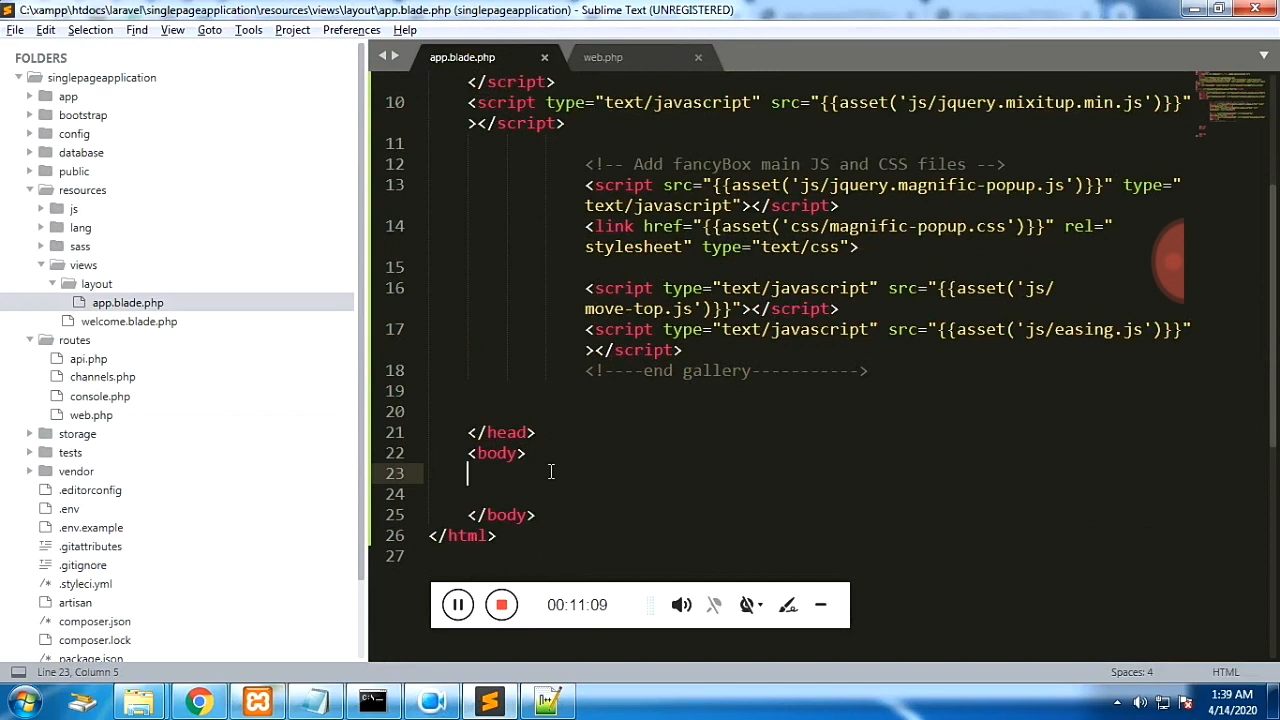 C:\xampp\htdocs\laravel\singlepageapplication\resources\views\layout\app.blade.php (singlepageapplication) - Sublime Text (UNREGISTERED)
File Edit Selection Find View Goto Tools Project Preferences Help
FOLDERS
singlepageapplication
app
bootstrap
config
database
public
resources
js
lang
sass
views
layout
app.blade.php
welcome.blade.php
routes
api.php
channels.php
console.php
web.php
storage
tests
vendor
.editorconfig
.env
.env.example
.gitattributes
.gitignore
/* .styleci.yml
artisan
/* composer.json
composer.lock
/* package.json
app.blade.php web.php
</script>
10 <script type="text/javascript" src="{{asset('js/jquery.mixitup.min.js')}}"
></script>
11
12 <!-- Add fancyBox main JS and CSS files -->
13 <script src="{{asset('js/jquery.magnific-popup.js')}}" type="
text/javascript"></script>
14 <link href="{{asset('css/magnific-popup.css')}}" rel="
stylesheet" type="text/css">
15
16 <script type="text/javascript" src="{{asset('js/
move-top.js')}}"></script>
17 <script type="text/javascript" src="{{asset('js/easing.js')}}"
></script>
18 <!----end gallery----------->
19
20
21 </head>
22 <body>
23
24
25 </body>
26 </html>
27
00:11:09
Line 23, Column 5 Spaces: 4 HTML
1:39 AM
4/14/2020